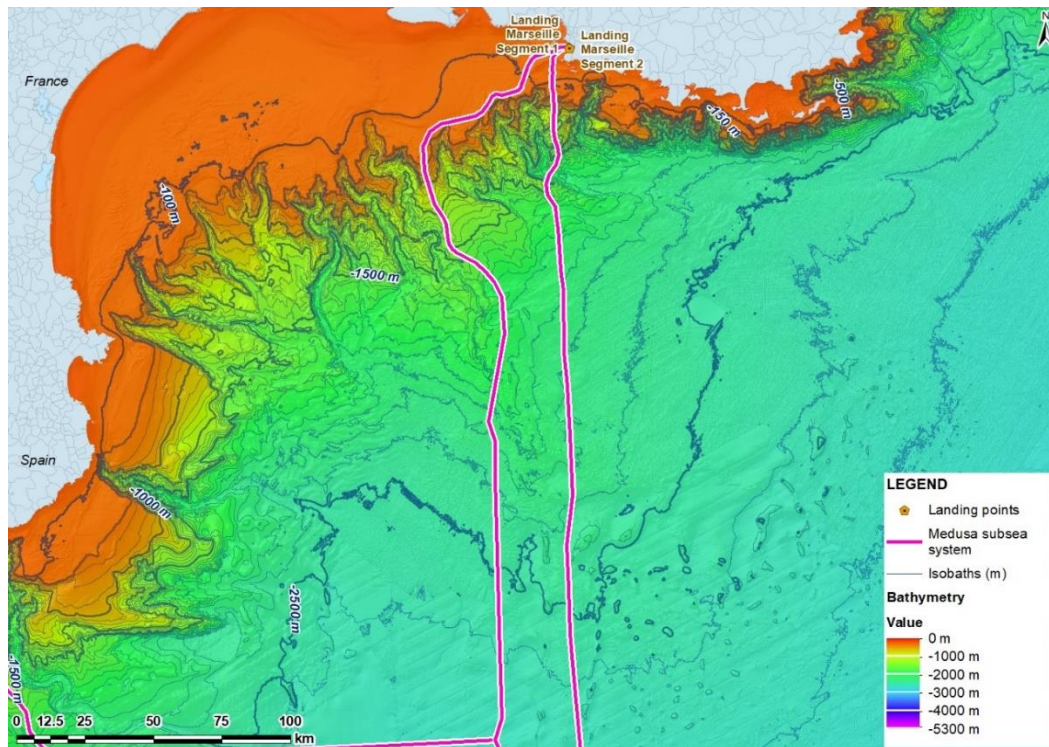 Landing
Marseille
Segment 1
Landing
Marseille
Segment 2
N
France
-500 m
-150 m
-100 m
-1500 m
Spain
-1000 m
-2500 m
-1500 m
LEGEND
Landing points
Medusa subsea
system
Isobaths (m)
Bathymetry
Value
0 m
-1000 m
-2000 m
-3000 m
-4000 m
-5300 m
0 12.5 25 50 75 100
km